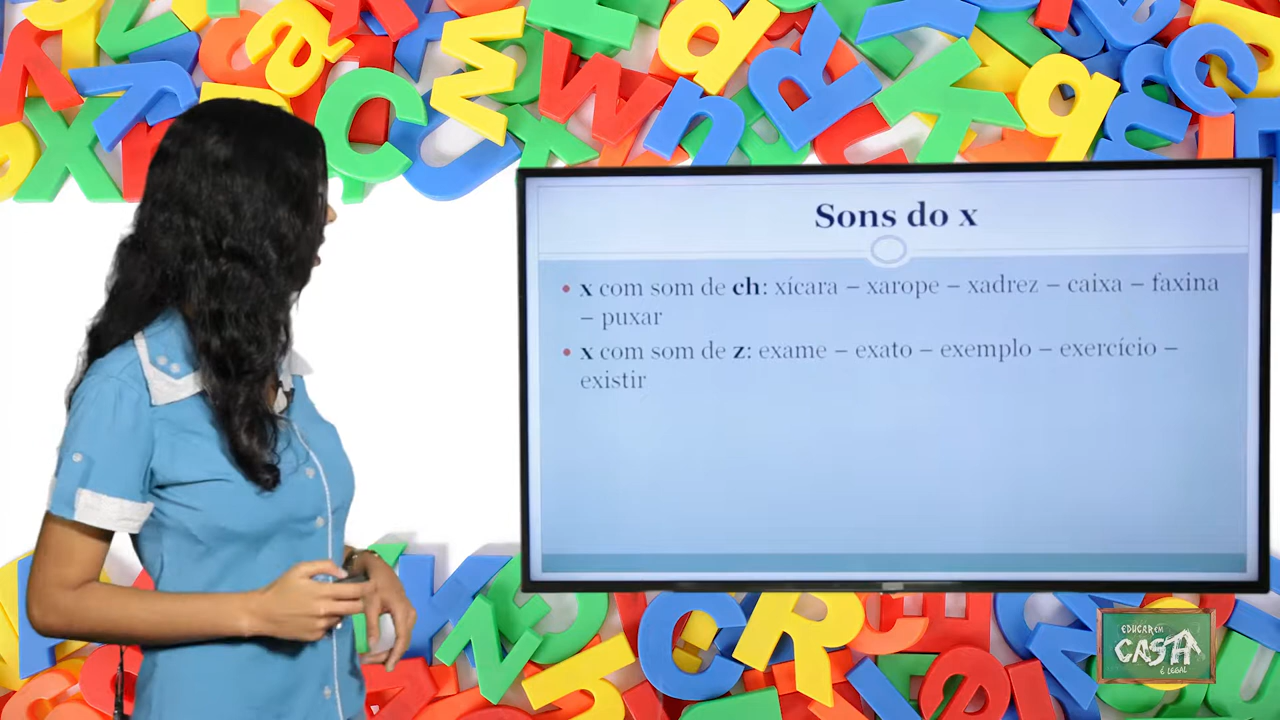 Sons do x
• x com som de ch: xícara – xarope – xadrez – caixa – faxina
– puxar
• x com som de z: exame – exato – exemplo – exercício –
existir
EDUCAR EM
CASA
É LEGAL